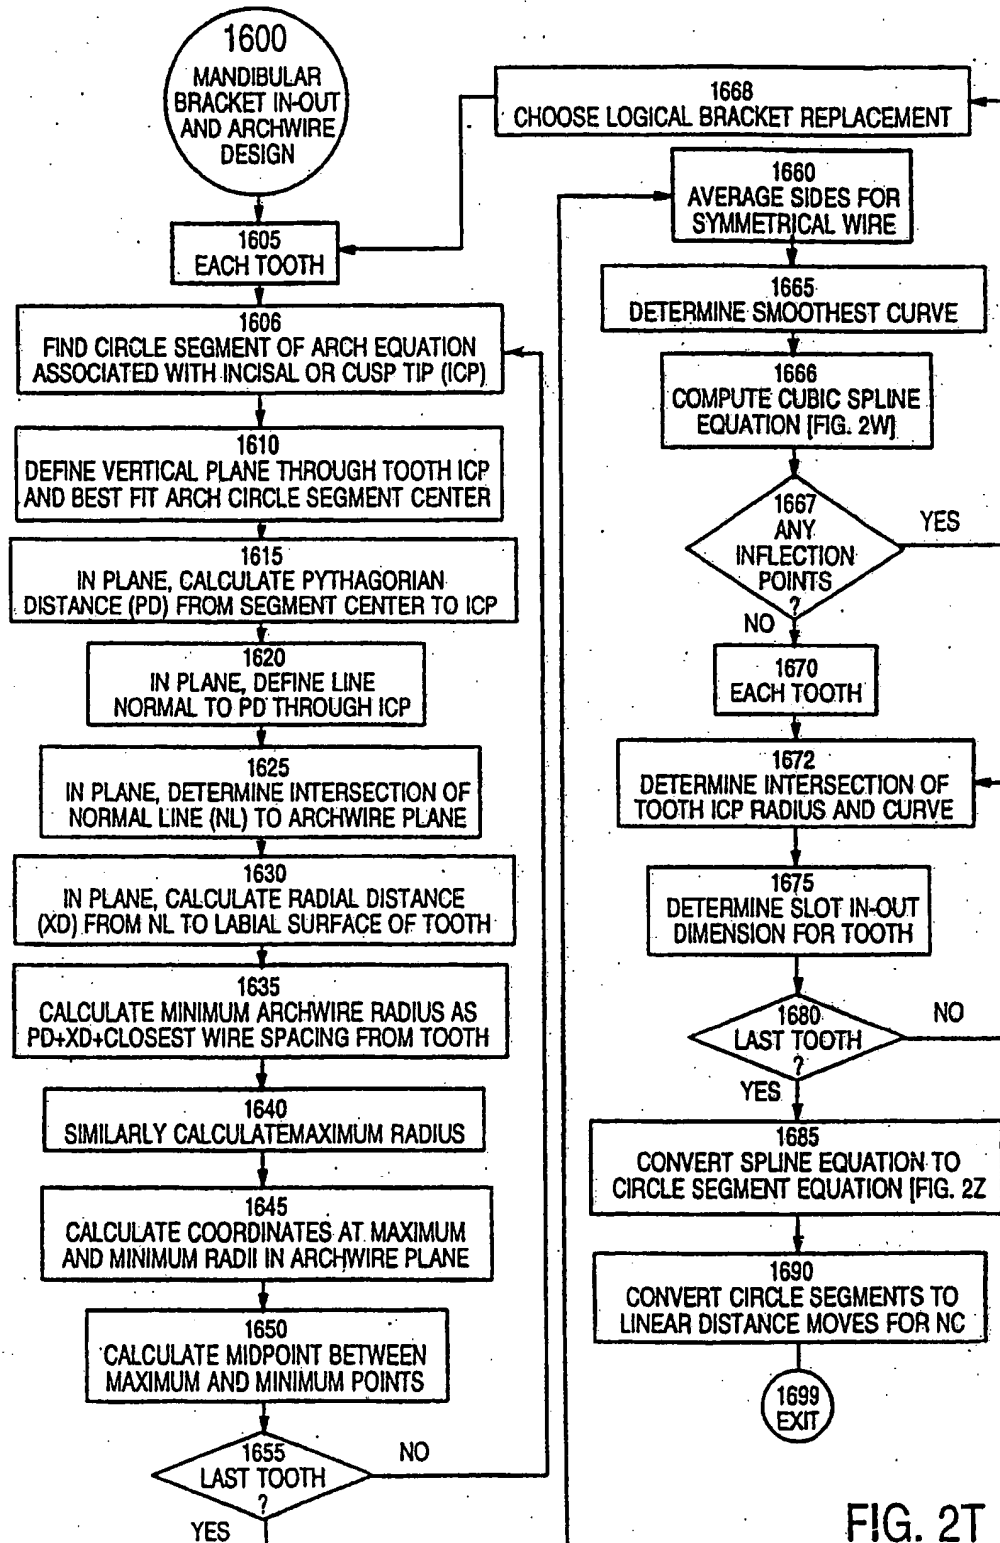 1600
MANDIBULAR
BRACKET IN-OUT
AND ARCHWIRE
DESIGN
1605
EACH TOOTH
1606
FIND CIRCLE SEGMENT OF ARCH EQUATION
ASSOCIATED WITH INCISAL OR CUSP TIP (ICP)
1610
DEFINE VERTICAL PLANE THROUGH TOOTH ICP
AND BEST FIT ARCH CIRCLE SEGMENT CENTER
1615
IN PLANE, CALCULATE PYTHAGORIAN
DISTANCE (PD) FROM SEGMENT CENTER TO ICP
1620
IN PLANE, DEFINE LINE
NORMAL TO PD THROUGH ICP
1625
IN PLANE, DETERMINE INTERSECTION OF
NORMAL LINE (NL) TO ARCHWIRE PLANE
1630
IN PLANE, CALCULATE RADIAL DISTANCE
(XD) FROM NL TO LABIAL SURFACE OF TOOTH
1635
CALCULATE MINIMUM ARCHWIRE RADIUS AS
PD+XD+CLOSEST WIRE SPACING FROM TOOTH
1640
SIMILARLY CALCULATEMAXIMUM RADIUS
1645
CALCULATE COORDINATES AT MAXIMUM
AND MINIMUM RADII IN ARCHWIRE PLANE
1650
CALCULATE MIDPOINT BETWEEN
MAXIMUM AND MINIMUM POINTS
1655
LAST TOOTH
?
NO
YES
1668
CHOOSE LOGICAL BRACKET REPLACEMENT
1660
AVERAGE SIDES FOR
SYMMETRICAL WIRE
1665
DETERMINE SMOOTHEST CURVE
1666
COMPUTE CUBIC SPLINE
EQUATION [FIG. 2W]
1667
ANY
INFLECTION
POINTS
?
YES
NO
1670
EACH TOOTH
1672
DETERMINE INTERSECTION OF
TOOTH ICP RADIUS AND CURVE
1675
DETERMINE SLOT IN-OUT
DIMENSION FOR TOOTH
1680
LAST TOOTH
?
NO
YES
1685
CONVERT SPLINE EQUATION TO
CIRCLE SEGMENT EQUATION [FIG. 2Z
1690
CONVERT CIRCLE SEGMENTS TO
LINEAR DISTANCE MOVES FOR NC
1699
EXIT
FIG. 2T